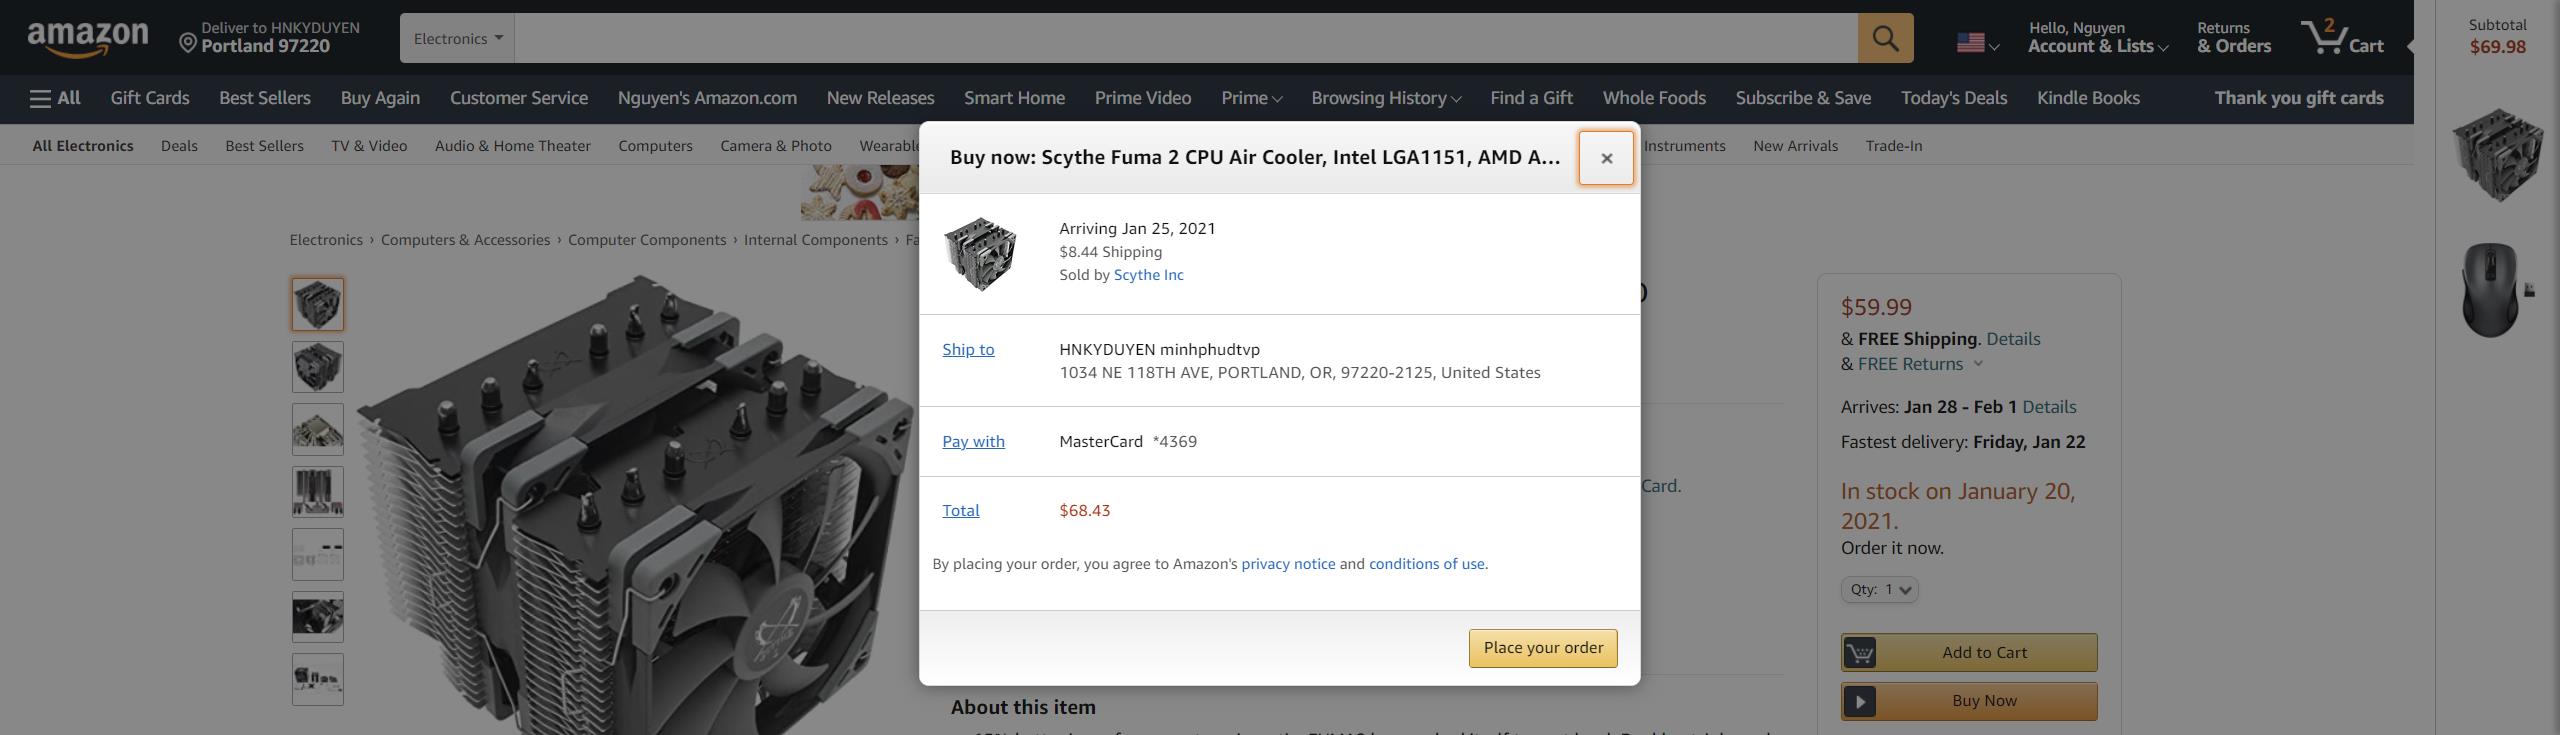 amazon
Deliver to HNKYDUYEN
Portland 97220
Electronics
Hello, Nguyen
Account & Lists
Returns
& Orders
2
Cart
Subtotal
$69.98
All Gift Cards Best Sellers Buy Again Customer Service Nguyen's Amazon.com New Releases Smart Home Prime Video Prime Browsing History Find a Gift Whole Foods Subscribe & Save Today's Deals Kindle Books Thank you gift cards
All Electronics Deals Best Sellers TV & Video Audio & Home Theater Computers Camera & Photo Wearable Instruments New Arrivals Trade-In
Electronics › Computers & Accessories › Computer Components › Internal Components › Fa
Buy now: Scythe Fuma 2 CPU Air Cooler, Intel LGA1151, AMD A...
Arriving Jan 25, 2021
$8.44 Shipping
Sold by Scythe Inc
Ship to HNKYDUYEN minhphudtvp
1034 NE 118TH AVE, PORTLAND, OR, 97220-2125, United States
Pay with MasterCard *4369
Total $68.43
By placing your order, you agree to Amazon's privacy notice and conditions of use.
Place your order
Card.
About this item
$59.99
& FREE Shipping. Details
& FREE Returns
Arrives: Jan 28 - Feb 1 Details
Fastest delivery: Friday, Jan 22
In stock on January 20,
2021.
Order it now.
Qty: 1
Add to Cart
Buy Now